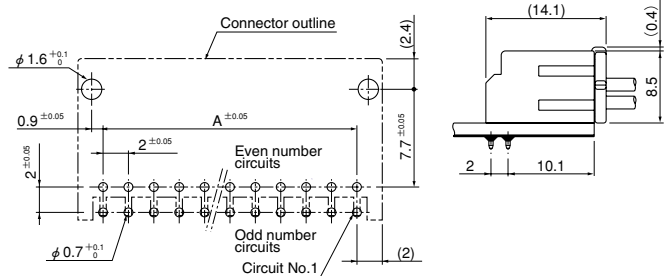 Connector outline
(2.4)
φ1.6 +0.1 0
0.9 ±0.05
A ±0.05
2 ±0.05
7.7 ±0.05
Even number
circuits
2 ±0.05
Odd number
circuits
φ0.7 +0.1 0
Circuit No.1
(2)
(14.1)
(0.4)
8.5
2
10.1